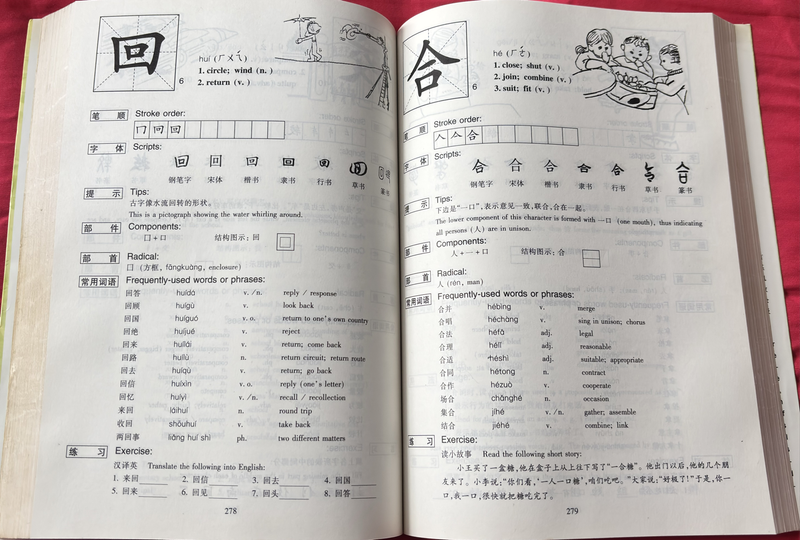 回
6
huí (ㄏㄨㄟˊ)
1. circle; wind (n. )
2. return (v. )
笔 顺 Stroke order:
冂 同 回
字 体 Scripts:
回 回 回 回 回 回
钢笔字 宋体 楷书 隶书 行书 草书 篆书
提 示 Tips:
古字像水流回转的形状。
This is a pictograph showing the water whirling around.
部 件 Components:
囗 + 口 结构图示: 回
部 首 Radical:
囗 (方框, fāngkuàng, enclosure)
常用词语 Frequently-used words or phrases:
回答 huídá v. /n. reply / response
回顾 huígù v. look back
回国 huíguó v. o. return to one's own country
回绝 huíjué v. reject
回来 huílái v. return; come back
回路 huílù n. return circuit; return route
回去 huíqù v. return; go back
回信 huíxìn v. o. reply (one's letter)
回忆 huíyì v. /n. recall / recollection
来回 láihuí n. round trip
收回 shōuhuí v. take back
两回事 liǎng huí shì ph. two different matters
练 习 Exercise:
汉译英 Translate the following into English:
1. 来回 2. 回信 3. 回去 4. 回国
5. 回来 6. 回见 7. 回头 8. 回答
278
合
6
hé (ㄏㄜˊ)
1. close; shut (v. )
2. join; combine (v. )
3. suit; fit (v. )
笔 顺 Stroke order:
人 亼 合
字 体 Scripts:
合 合 合 合 合
钢笔字 宋体 楷书 隶书 行书 草书 篆书
提 示 Tips:
下边是“一口”,表示意见一致,联合,合在一起。
The lower component of this character is formed with 一口 (one mouth), thus indicating
all persons (人) are in unison.
部 件 Components:
人 + 一 + 口 结构图示: 合
部 首 Radical:
人 (rén, man)
常用词语 Frequently-used words or phrases:
合并 hébìng v. merge
合唱 héchàng v. sing in unison; chorus
合法 héfǎ adj. legal
合理 hélǐ adj. reasonable
合适 héshì adj. suitable; appropriate
合同 hétong n. contract
合作 hézuò v. cooperate
场合 chǎnghé n. occasion
集合 jíhé v. /n. gather; assemble
结合 jiéhé v. combine; link
练 习 Exercise:
读小故事 Read the following short story:
小王买了一盒糖,他在盒子上从上往下写了“一合糖”。他出门以后,他的几个朋
友来了。小李说:“你们看,‘一人一口糖’,咱们吃吧。”大家说:“好极了!”于是,你一
口,我一口,很快就把糖吃完了。
279